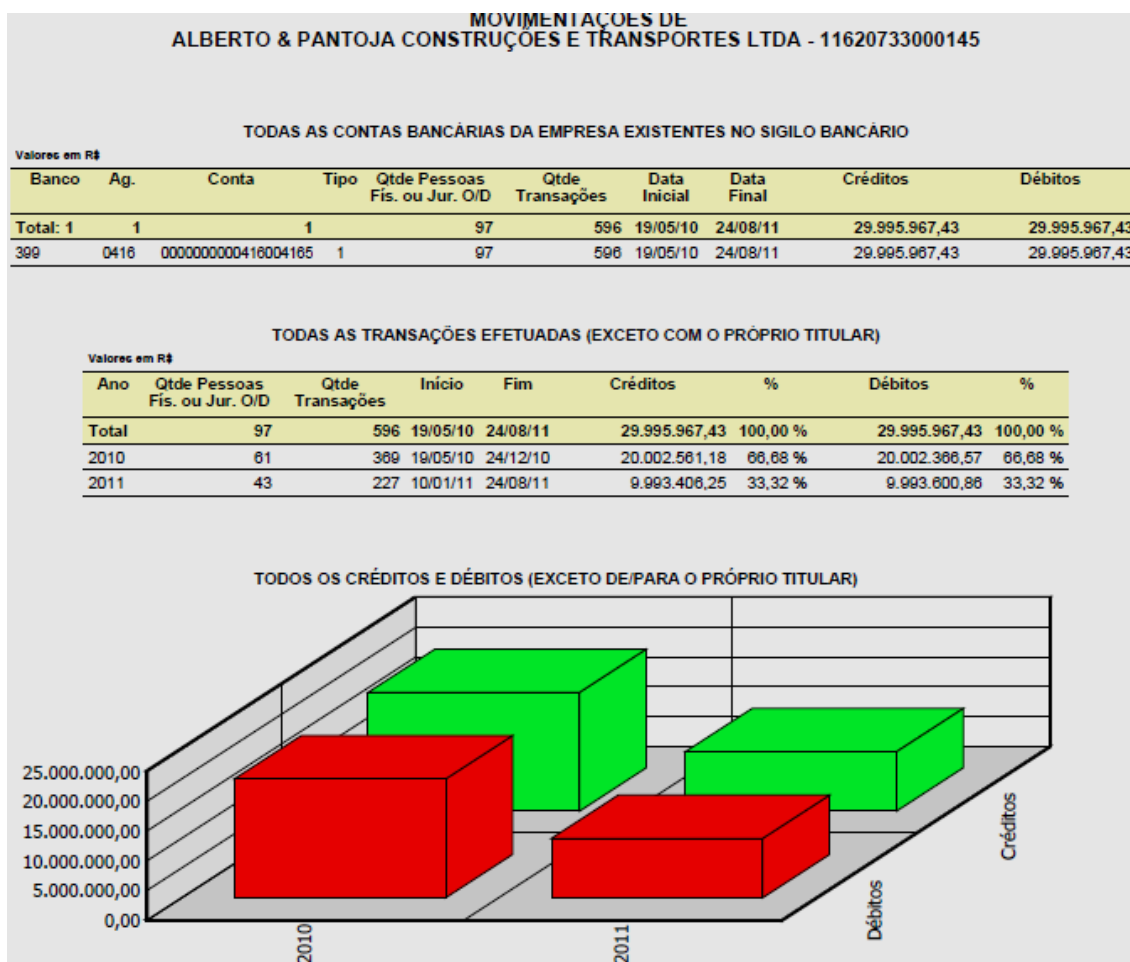 MOVIMENTAÇÕES DE
ALBERTO & PANTOJA CONSTRUÇÕES E TRANSPORTES LTDA - 11620733000145
TODAS AS CONTAS BANCÁRIAS DA EMPRESA EXISTENTES NO SIGILO BANCÁRIO
Valores em R$
Banco Ag. Conta Tipo Qtde Pessoas Fís. ou Jur. O/D Qtde Transações Data Inicial Data Final Créditos Débitos
Total: 1 1 1 97 596 19/05/10 24/08/11 29.995.967,43 29.995.967,43
399 0416 0000000000416004165 1 97 596 19/05/10 24/08/11 29.995.967,43 29.995.967,43
TODAS AS TRANSAÇÕES EFETUADAS (EXCETO COM O PRÓPRIO TITULAR)
Valores em R$
Ano Qtde Pessoas Fís. ou Jur. O/D Qtde Transações Início Fim Créditos % Débitos %
Total 97 596 19/05/10 24/08/11 29.995.967,43 100,00 % 29.995.967,43 100,00 %
2010 61 369 19/05/10 24/12/10 20.002.561,18 66,68 % 20.002.366,57 66,68 %
2011 43 227 10/01/11 24/08/11 9.993.406,25 33,32 % 9.993.600,86 33,32 %
TODOS OS CRÉDITOS E DÉBITOS (EXCETO DE/PARA O PRÓPRIO TITULAR)
25.000.000,00
20.000.000,00
15.000.000,00
10.000.000,00
5.000.000,00
0,00
2010
2011
Débitos
Créditos